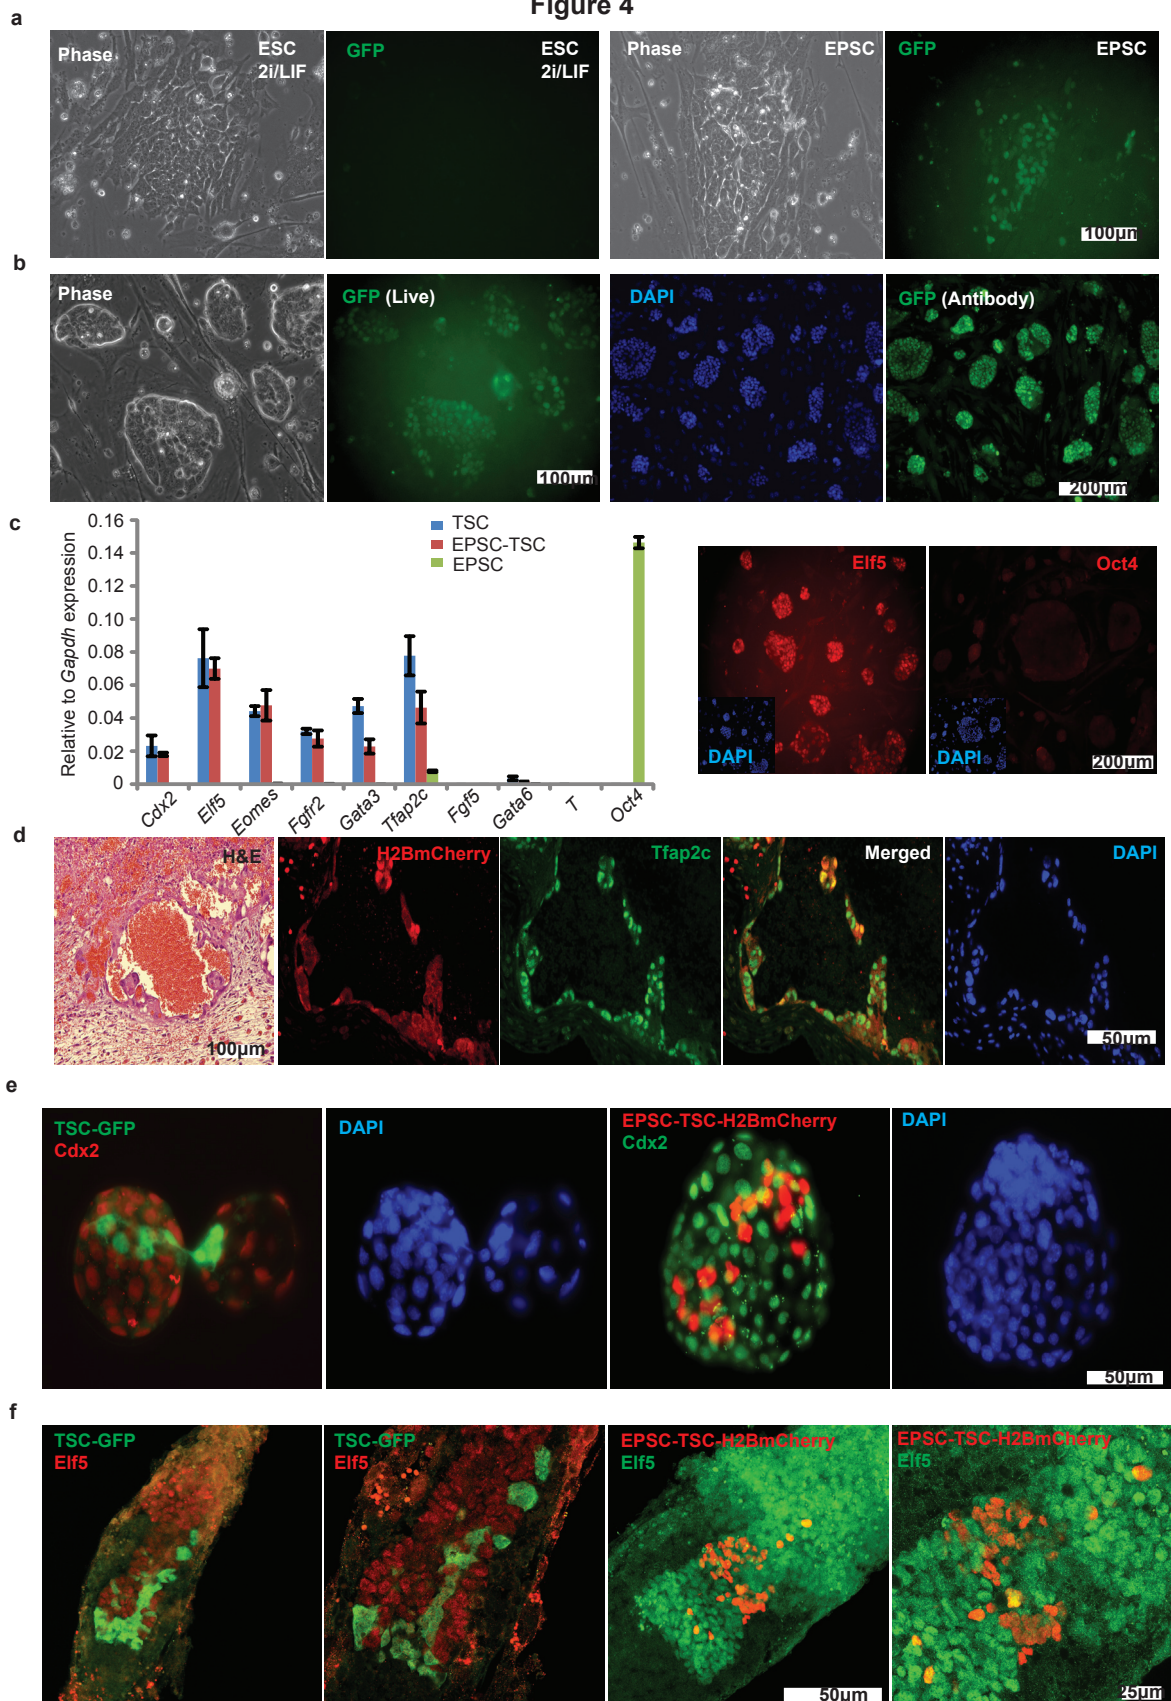 Figure 4
a
Phase
ESC
2i/LIF
GFP
ESC
2i/LIF
Phase
EPSC
GFP
EPSC
100µm
b
Phase
GFP (Live)
100µm
DAPI
GFP (Antibody)
200µm
c
Relative to Gapdh expression
0.16
0.14
0.12
0.10
0.08
0.06
0.04
0.02
0
TSC
EPSC-TSC
EPSC
Cdx2
Elf5
Eomes
Fgfr2
Gata3
Tfap2c
Fgf5
Gata6
T
Oct4
Elf5
DAPI
Oct4
DAPI
200µm
d
H&E
100µm
H2BmCherry
Tfap2c
Merged
DAPI
50µm
e
TSC-GFP
Cdx2
DAPI
EPSC-TSC-H2BmCherry
Cdx2
DAPI
50µm
f
TSC-GFP
Elf5
TSC-GFP
Elf5
EPSC-TSC-H2BmCherry
Elf5
50µm
EPSC-TSC-H2BmCherry
Elf5
25µm